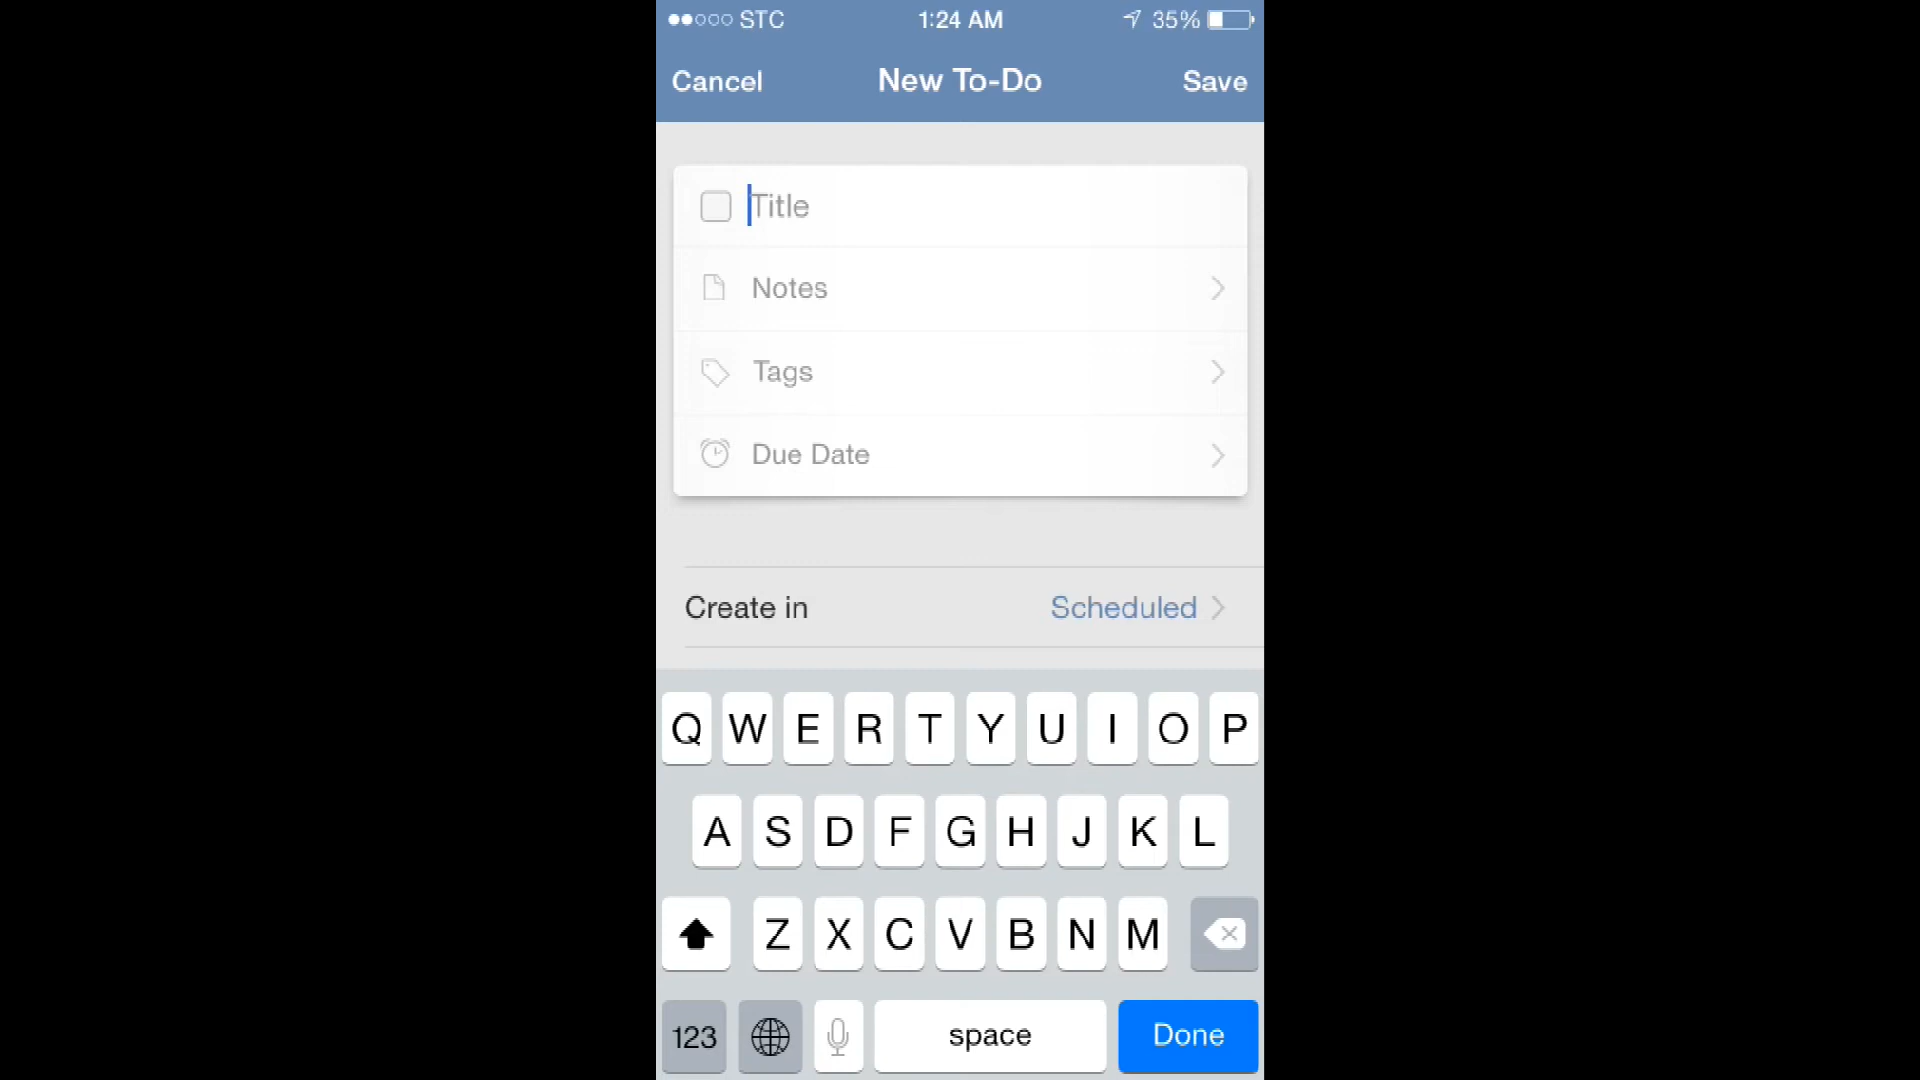 STC 1:24 AM 35%
Cancel New To-Do Save
Title
Notes
Tags
Due Date
Create in Scheduled
Q W E R T Y U I O P
A S D F G H J K L
Z X C V B N M
123 space Done